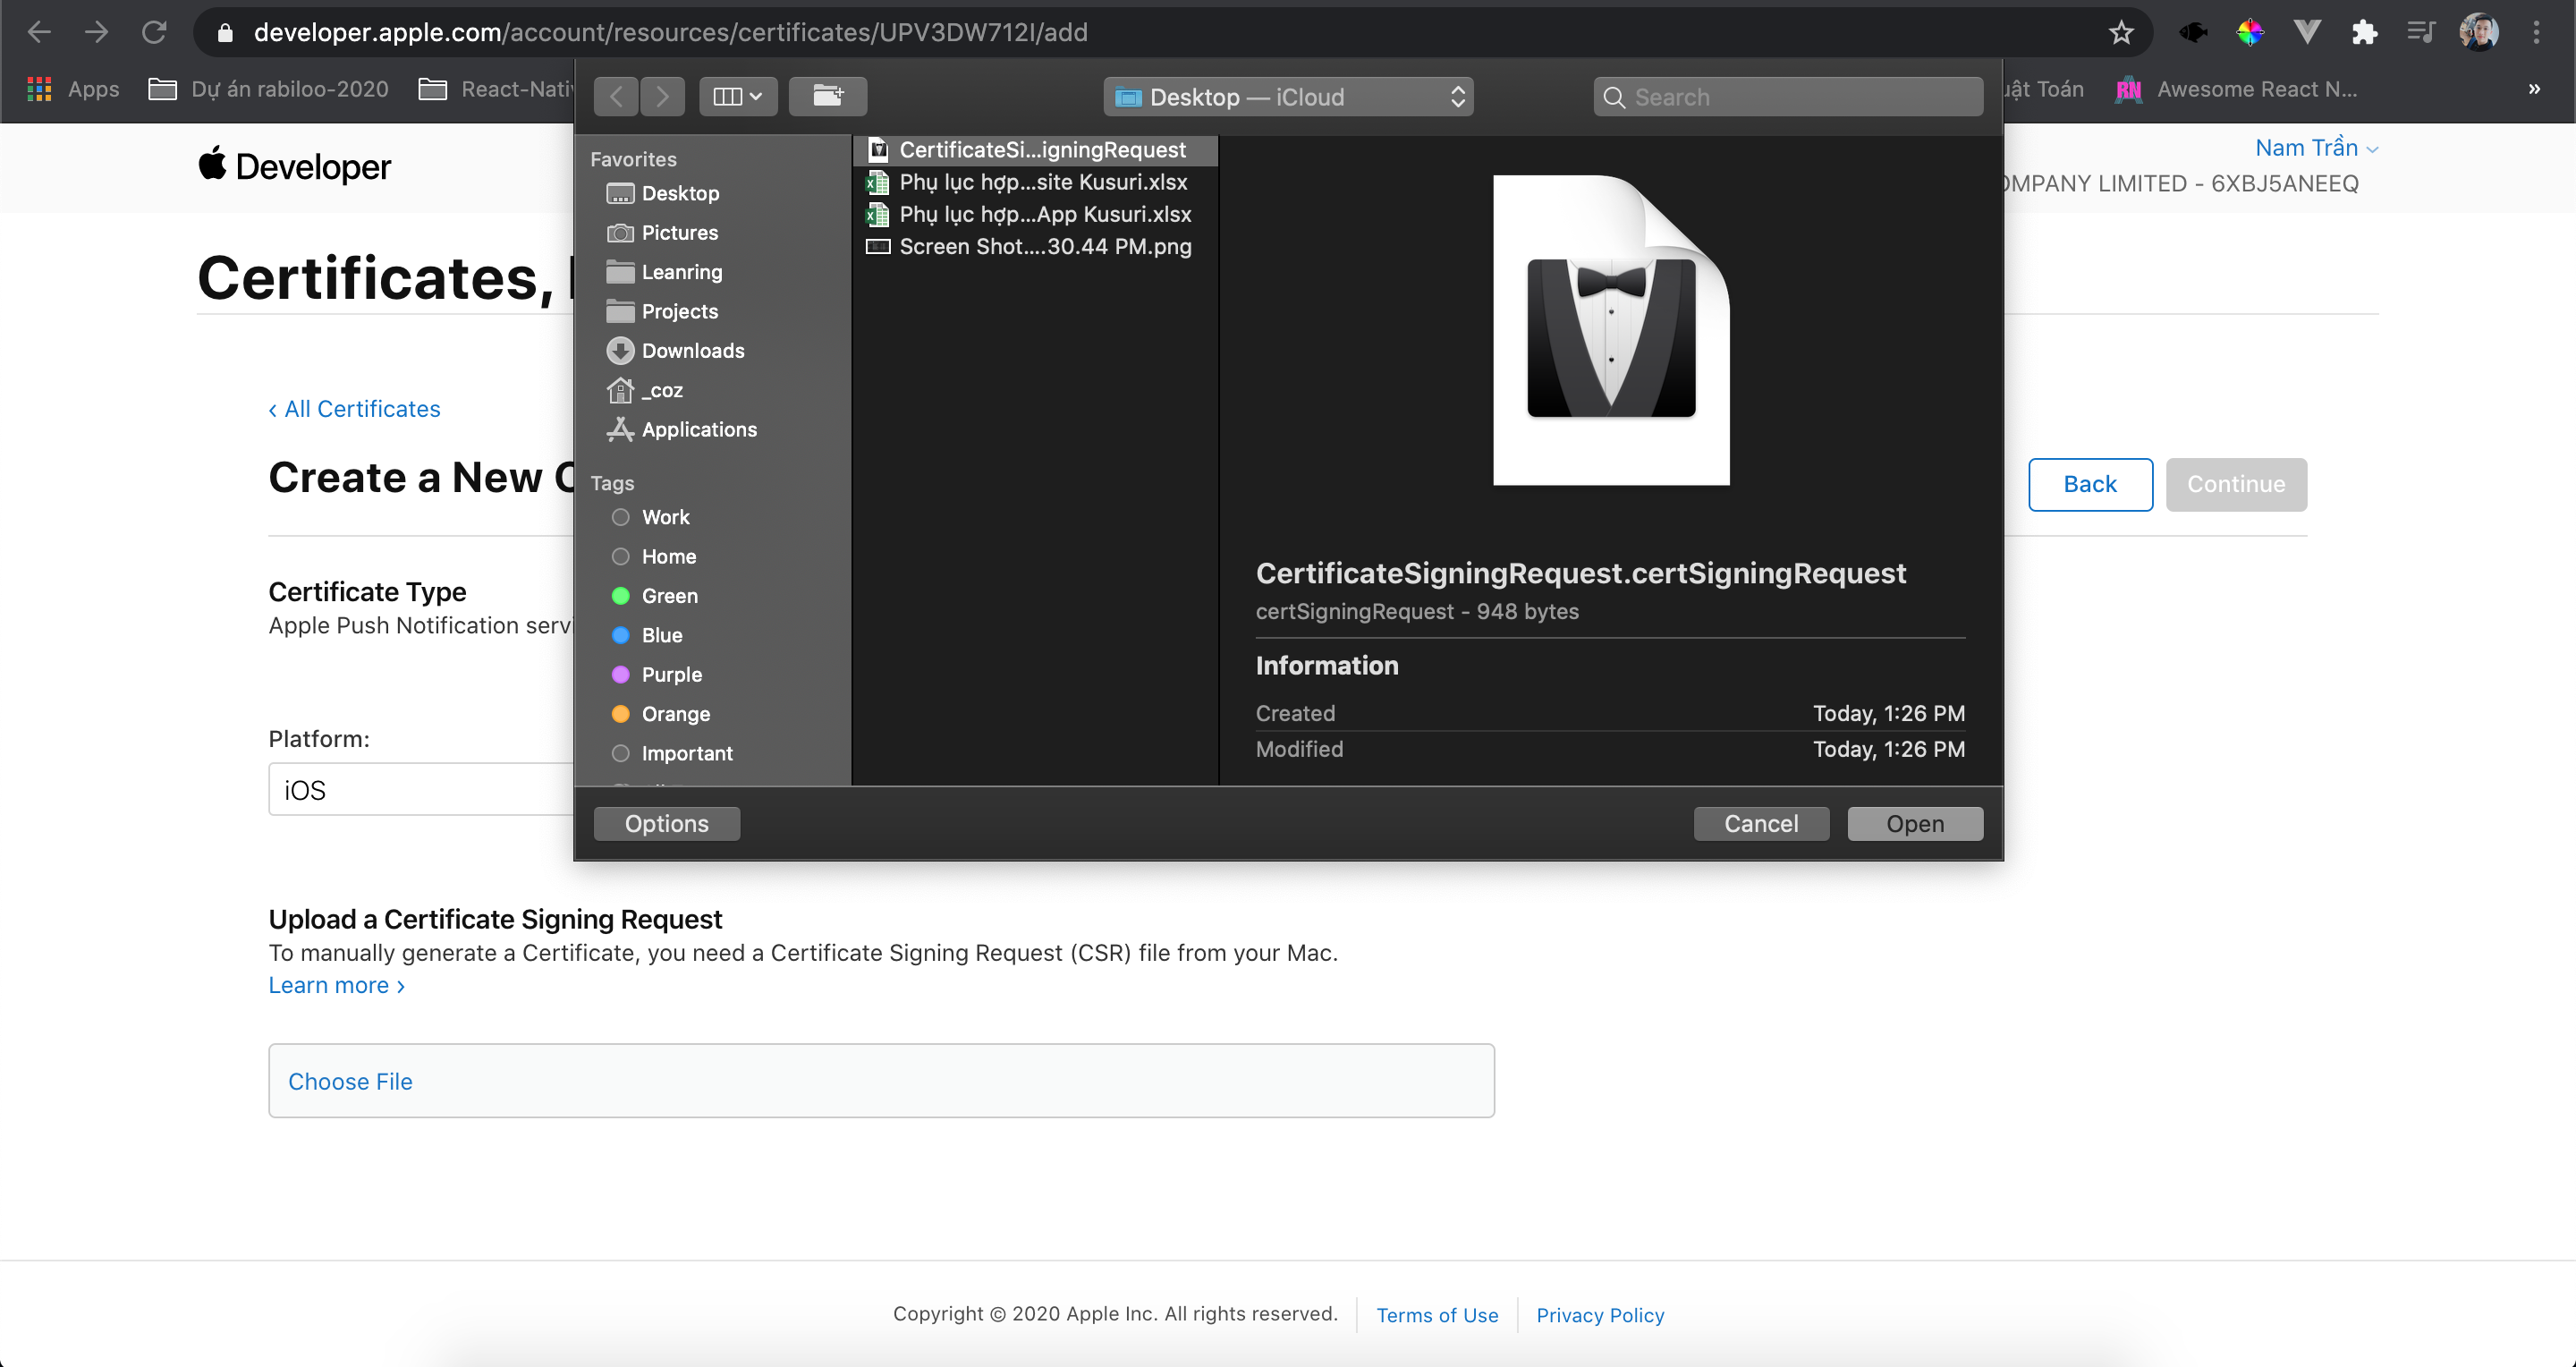 developer.apple.com/account/resources/certificates/UPV3DW712I/add
Apps
Dự án rabiloo-2020
React-Nati
uật Toán
RN
Awesome React N...
»
Desktop — iCloud
Search
Developer
Nam Trần
OMPANY LIMITED - 6XBJ5ANEEQ
Certificates,
‹ All Certificates
Create a New C
Back
Continue
Certificate Type
Apple Push Notification servi
Platform:
iOS
Favorites
Desktop
Pictures
Leanring
Projects
Downloads
_coz
Applications
Tags
Work
Home
Green
Blue
Purple
Orange
Important
CertificateSi...igningRequest
Phụ lục hợp...site Kusuri.xlsx
Phụ lục hợp...App Kusuri.xlsx
Screen Shot....30.44 PM.png
CertificateSigningRequest.certSigningRequest
certSigningRequest - 948 bytes
Information
Created Today, 1:26 PM
Modified Today, 1:26 PM
Options
Cancel
Open
Upload a Certificate Signing Request
To manually generate a Certificate, you need a Certificate Signing Request (CSR) file from your Mac.
Learn more ›
Choose File
Copyright © 2020 Apple Inc. All rights reserved.
Terms of Use
Privacy Policy